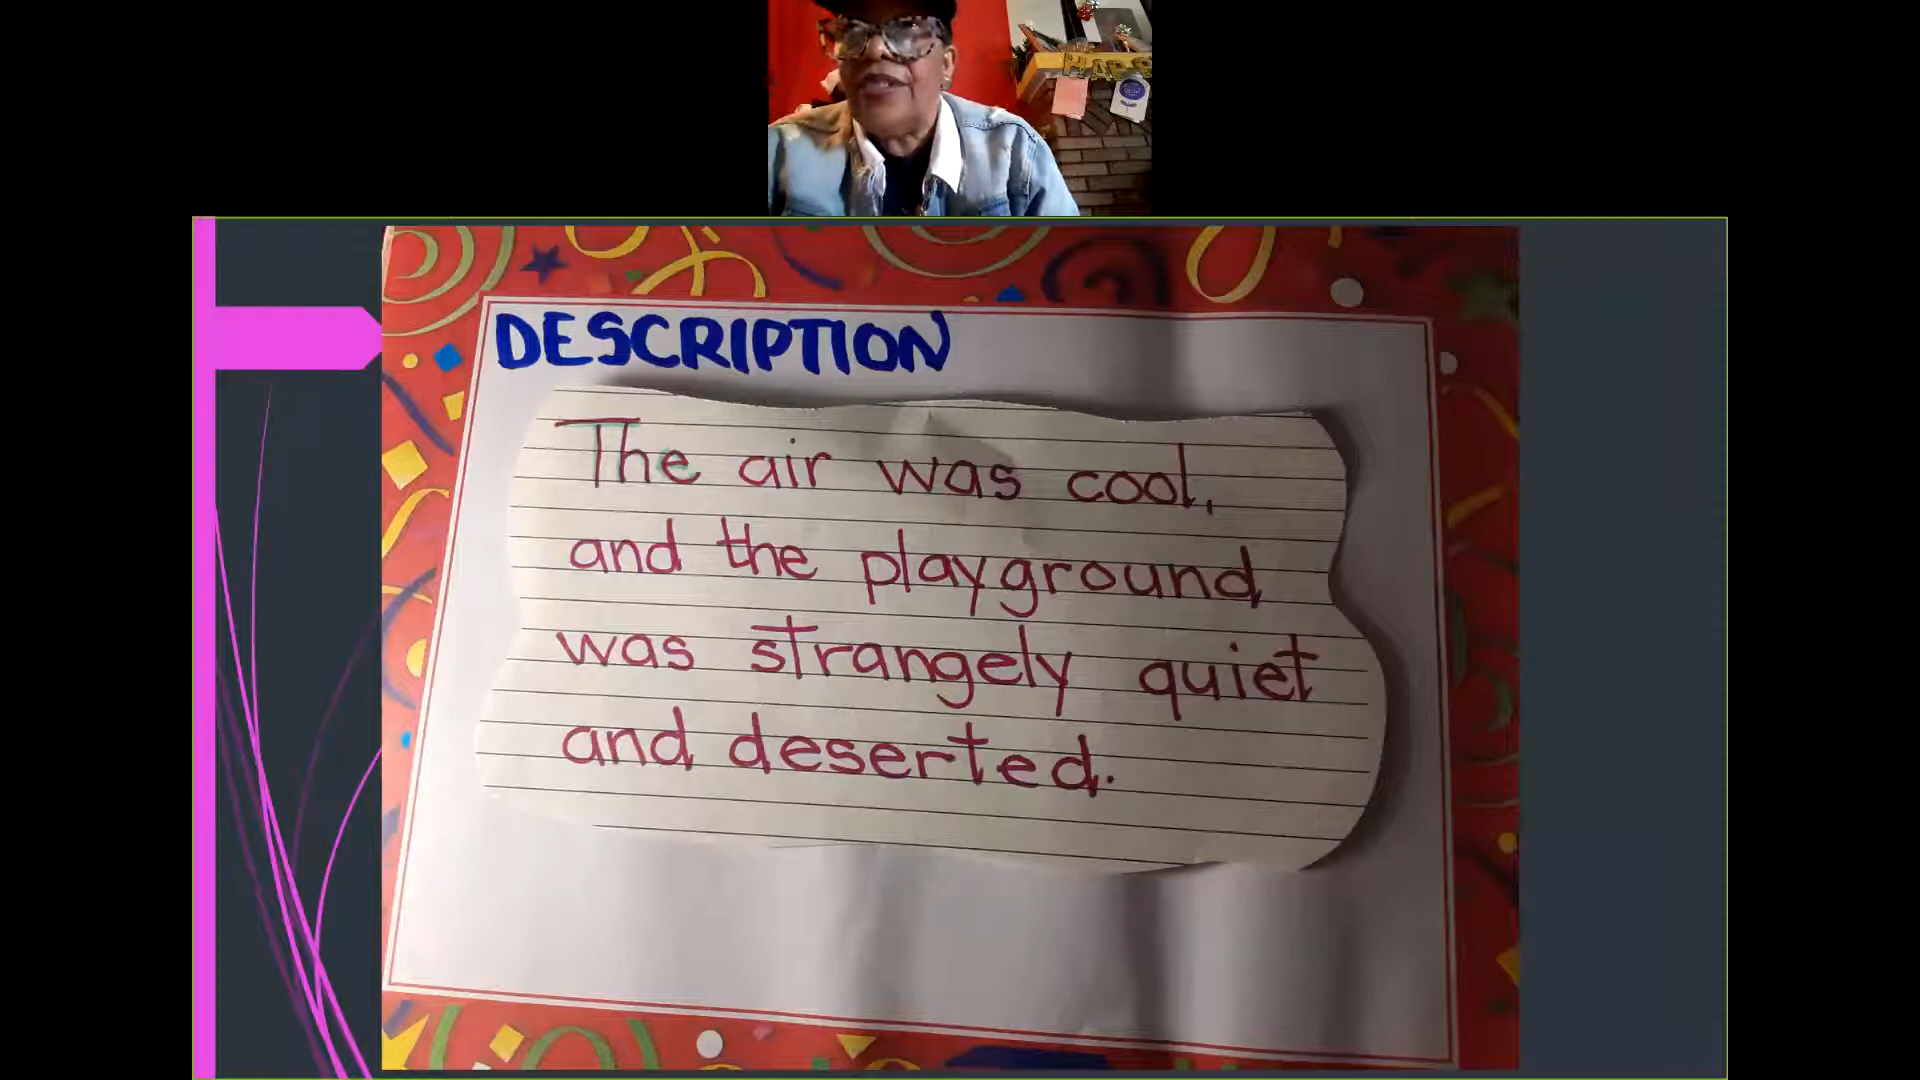 DESCRIPTION
The air was cool,
and the playground
was strangely quiet
and deserted.